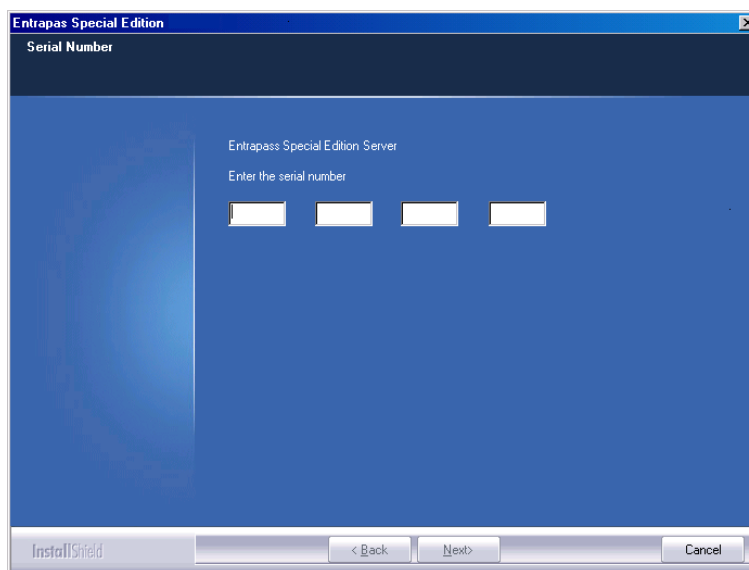 Entrapas Special Edition
Serial Number
Entrapass Special Edition Server
Enter the serial number
InstallShield
< Back Next> Cancel